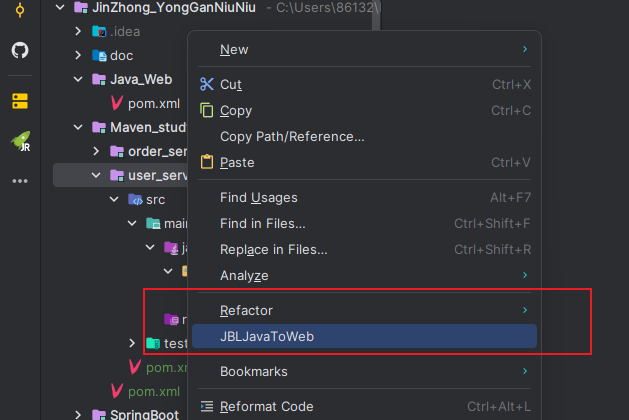 JinZhong_YongGanNiuNiu - C:\Users\86132\
.idea
doc
Java_Web
pom.xml
Maven_stud
order_ser
user_serv
src
main
ja
r
test
pom.xml
pom.xml
SpringBoot
JR
New
Cut Ctrl+X
Copy Ctrl+C
Copy Path/Reference...
Paste Ctrl+V
Find Usages Alt+F7
Find in Files... Ctrl+Shift+F
Replace in Files... Ctrl+Shift+R
Analyze
Refactor
JBLJavaToWeb
Bookmarks
Reformat Code Ctrl+Alt+L